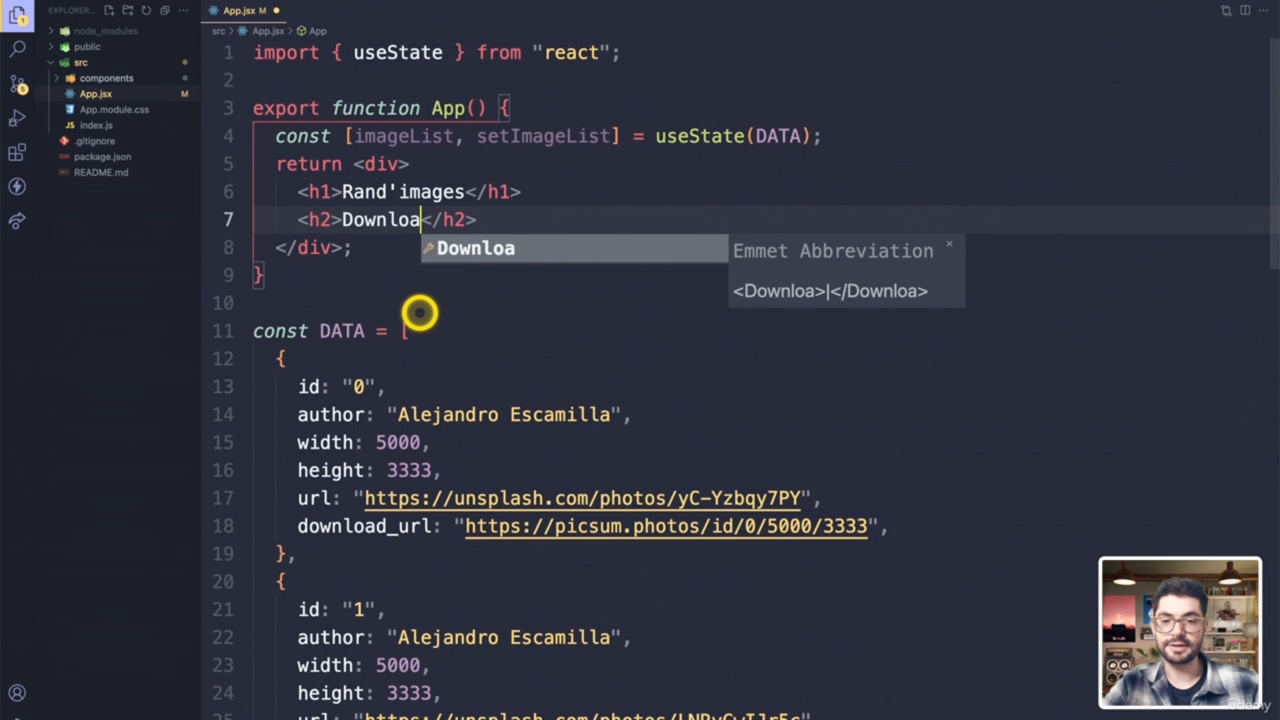 EXPLORER...
node_modules
public
src
components
App.jsx M
App.module.css
index.js
.gitignore
package.json
README.md
1
6
App.jsx M
src > App.jsx > App
1 import { useState } from "react";
2
3 export function App() {
4 const [imageList, setImageList] = useState(DATA);
5 return <div>
6 <h1>Rand'images</h1>
7 <h2>Downloa</h2>
8 </div>;
9 }
10
11 const DATA = [
12 {
13 id: "0",
14 author: "Alejandro Escamilla",
15 width: 5000,
16 height: 3333,
17 url: "https://unsplash.com/photos/yC-Yzbqy7PY",
18 download_url: "https://picsum.photos/id/0/5000/3333",
19 },
20 {
21 id: "1",
22 author: "Alejandro Escamilla",
23 width: 5000,
24 height: 3333,
Downloa
Emmet Abbreviation ×
<Downloa>|</Downloa>
udemy